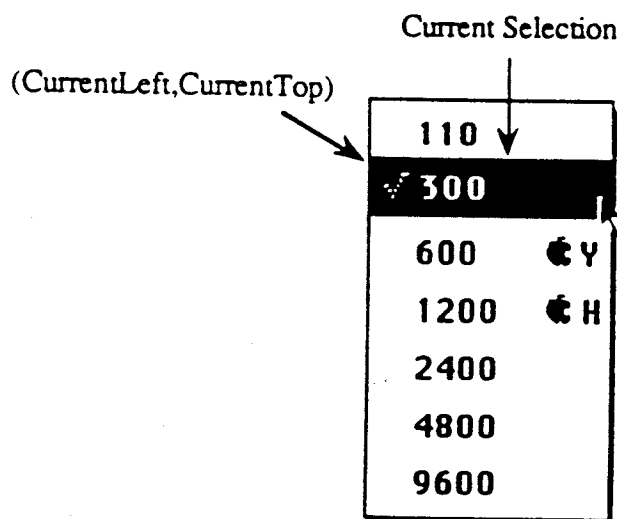 Current Selection
(CurrentLeft,CurrentTop)
110
✓ 300
600 Y
1200 H
2400
4800
9600